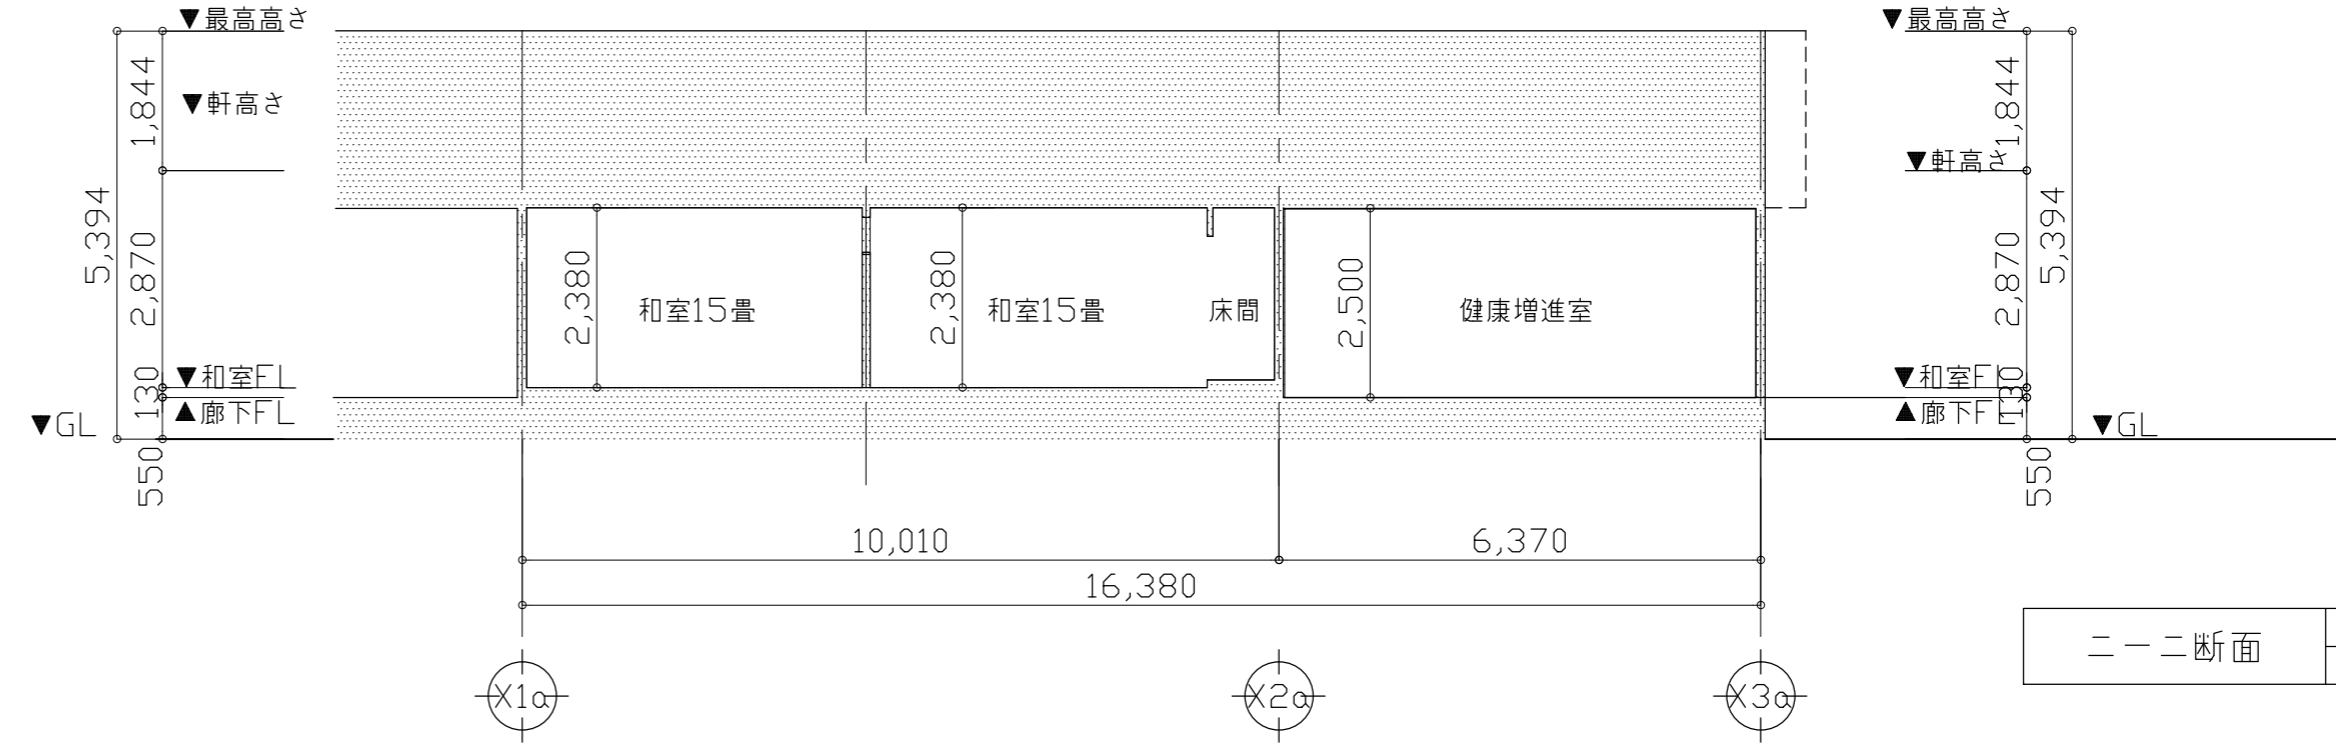 ▼最高高さ
▼最高高さ
1,844
▼軒高さ
1,844
▼軒高さ
5,394
2,870
2,380
和室15畳
2,380
和室15畳
床間
2,500
健康増進室
2,870
5,394
130
▼和室FL
▲廊下FL
▼和室FL
130
▲廊下FL
▼GL
▼GL
550
550
10,010
6,370
16,380
ニーニ断面
X1a
X2a
X3a